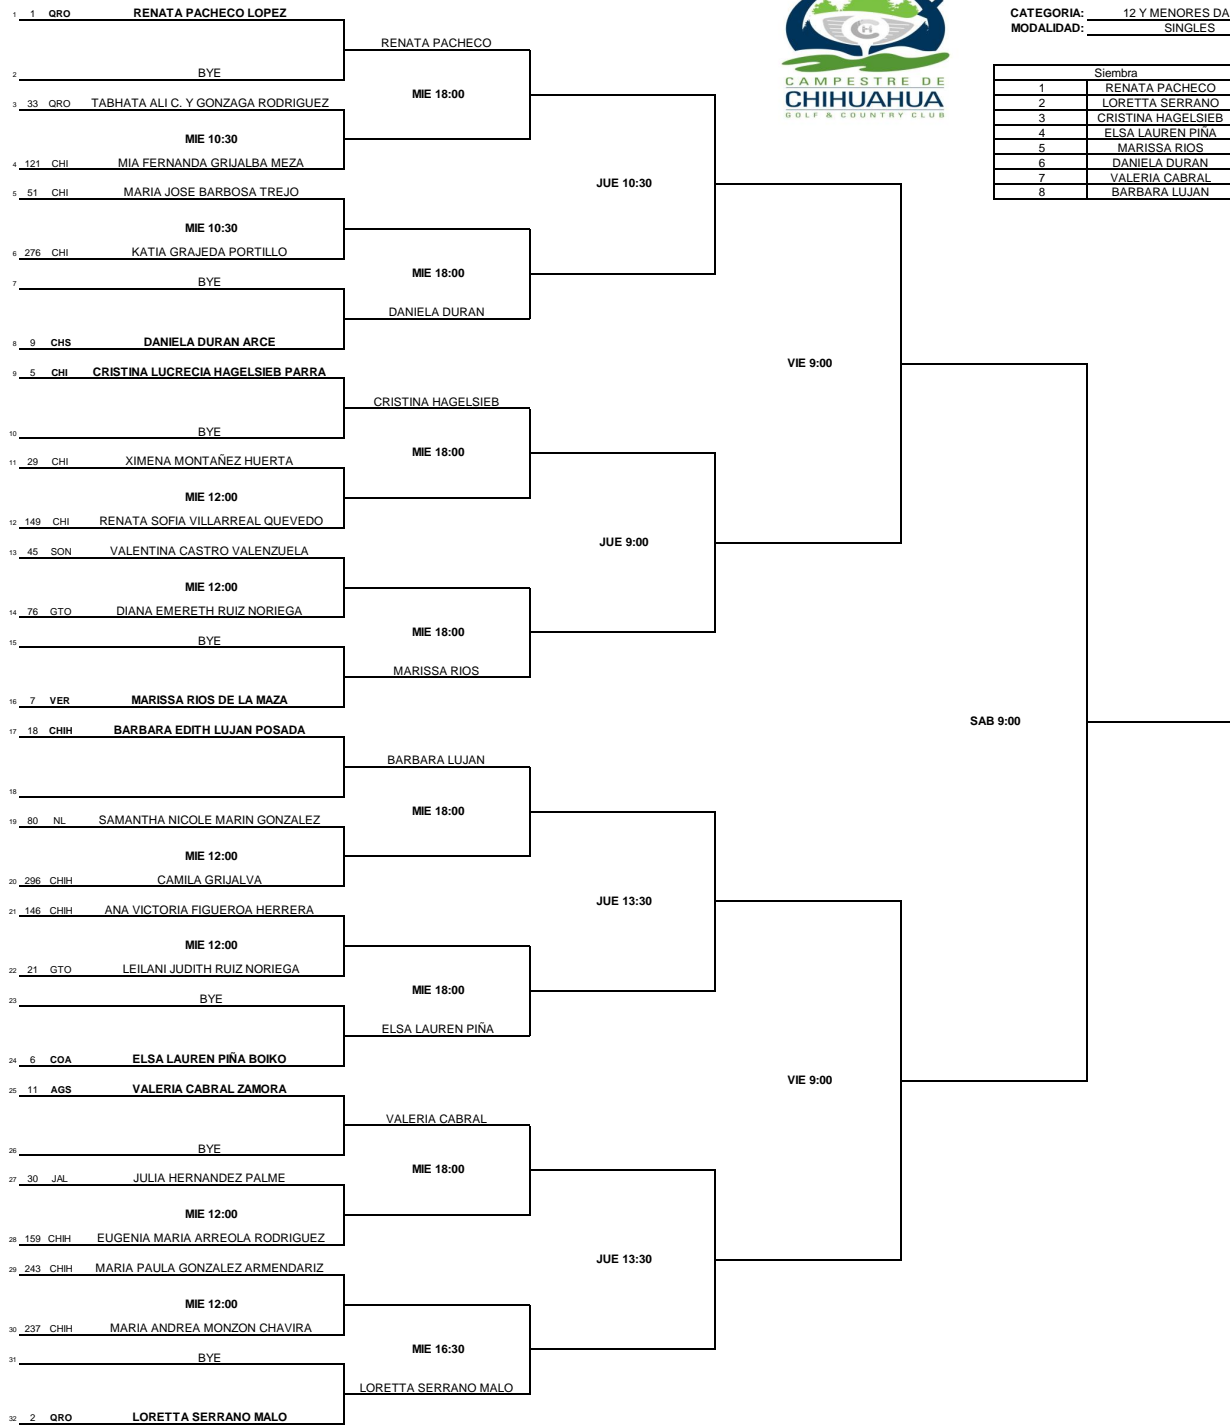 CAMPESTRE DE
CHIHUAHUA
GOLF & COUNTRY CLUB
CATEGORIA: 12 Y MENORES DA
MODALIDAD: SINGLES
Siembra
1 RENATA PACHECO
2 LORETTA SERRANO
3 CRISTINA HAGELSIEB
4 ELSA LAUREN PIÑA
5 MARISSA RIOS
6 DANIELA DURAN
7 VALERIA CABRAL
8 BARBARA LUJAN
1 1 QRO RENATA PACHECO LOPEZ
RENATA PACHECO
2 BYE
MIE 18:00
3 33 QRO TABHATA ALI C. Y GONZAGA RODRIGUEZ
MIE 10:30
4 121 CHI MIA FERNANDA GRIJALBA MEZA
JUE 10:30
5 51 CHI MARIA JOSE BARBOSA TREJO
MIE 10:30
6 276 CHI KATIA GRAJEDA PORTILLO
MIE 18:00
7 BYE
DANIELA DURAN
8 9 CHS DANIELA DURAN ARCE
VIE 9:00
9 5 CHI CRISTINA LUCRECIA HAGELSIEB PARRA
CRISTINA HAGELSIEB
10 BYE
MIE 18:00
11 29 CHI XIMENA MONTAÑEZ HUERTA
MIE 12:00
12 149 CHI RENATA SOFIA VILLARREAL QUEVEDO
JUE 9:00
13 45 SON VALENTINA CASTRO VALENZUELA
MIE 12:00
14 76 GTO DIANA EMERETH RUIZ NORIEGA
MIE 18:00
15 BYE
MARISSA RIOS
16 7 VER MARISSA RIOS DE LA MAZA
SAB 9:00
17 18 CHIH BARBARA EDITH LUJAN POSADA
BARBARA LUJAN
18
MIE 18:00
19 80 NL SAMANTHA NICOLE MARIN GONZALEZ
MIE 12:00
20 296 CHIH CAMILA GRIJALVA
JUE 13:30
21 146 CHIH ANA VICTORIA FIGUEROA HERRERA
MIE 12:00
22 21 GTO LEILANI JUDITH RUIZ NORIEGA
MIE 18:00
23 BYE
ELSA LAUREN PIÑA
24 6 COA ELSA LAUREN PIÑA BOIKO
VIE 9:00
25 11 AGS VALERIA CABRAL ZAMORA
VALERIA CABRAL
26 BYE
MIE 18:00
27 30 JAL JULIA HERNANDEZ PALME
MIE 12:00
28 159 CHIH EUGENIA MARIA ARREOLA RODRIGUEZ
JUE 13:30
29 243 CHIH MARIA PAULA GONZALEZ ARMENDARIZ
MIE 12:00
30 237 CHIH MARIA ANDREA MONZON CHAVIRA
MIE 16:30
31 BYE
LORETTA SERRANO MALO
32 2 QRO LORETTA SERRANO MALO